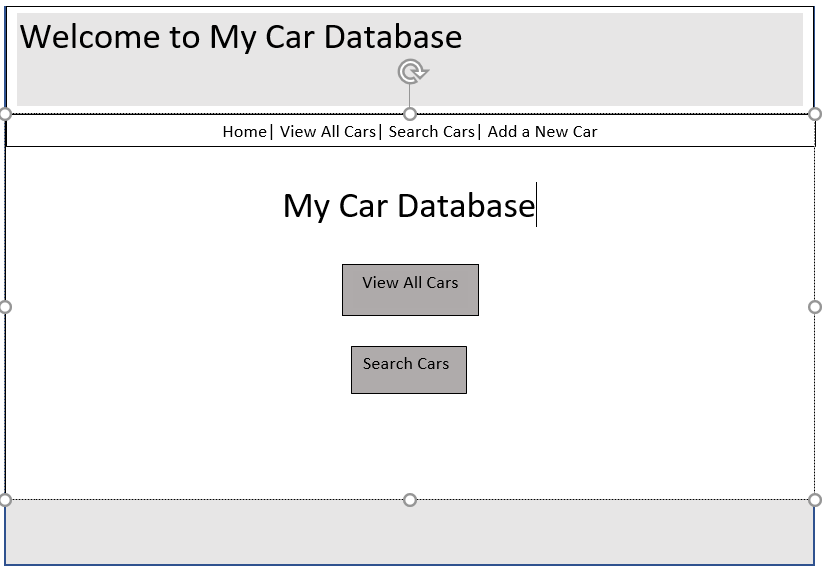 Welcome to My Car Database
Home| View All Cars| Search Cars| Add a New Car
My Car Database
View All Cars
Search Cars